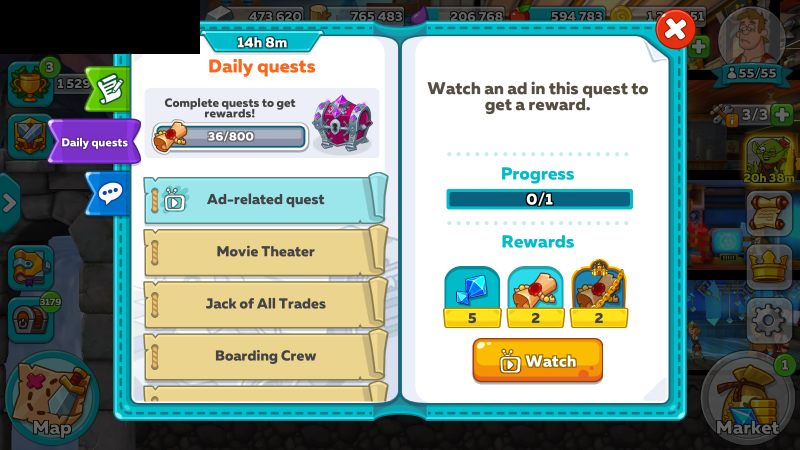 473 620
765 483
206 768
594 783
14h 8m
Daily quests
Complete quests to get
rewards!
36/800
3
1 529
Daily quests
Ad-related quest
Movie Theater
Jack of All Trades
Boarding Crew
3179
Map
Watch an ad in this quest to
get a reward.
Progress
0/1
Rewards
5
2
2
Watch
55/55
3/3
20h 38m
1
Market